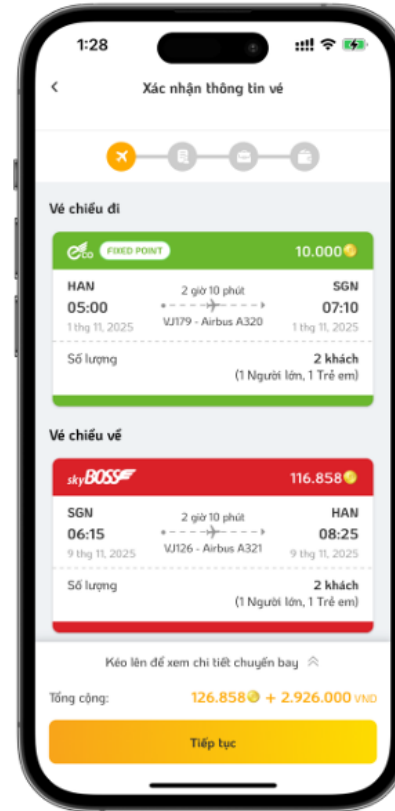 1:28
Xác nhận thông tin vé
Vé chiều đi
eco FIXED POINT 10.000
HAN 2 giờ 10 phút SGN
05:00 07:10
1 thg 11, 2025 VJ179 - Airbus A320 1 thg 11, 2025
Số lượng 2 khách
(1 Người lớn, 1 Trẻ em)
Vé chiều về
skyBOSS 116.858
SGN 2 giờ 10 phút HAN
06:15 08:25
9 thg 11, 2025 VJ126 - Airbus A321 9 thg 11, 2025
Số lượng 2 khách
(1 Người lớn, 1 Trẻ em)
Kéo lên để xem chi tiết chuyến bay
Tổng cộng: 126.858 + 2.926.000 VND
Tiếp tục